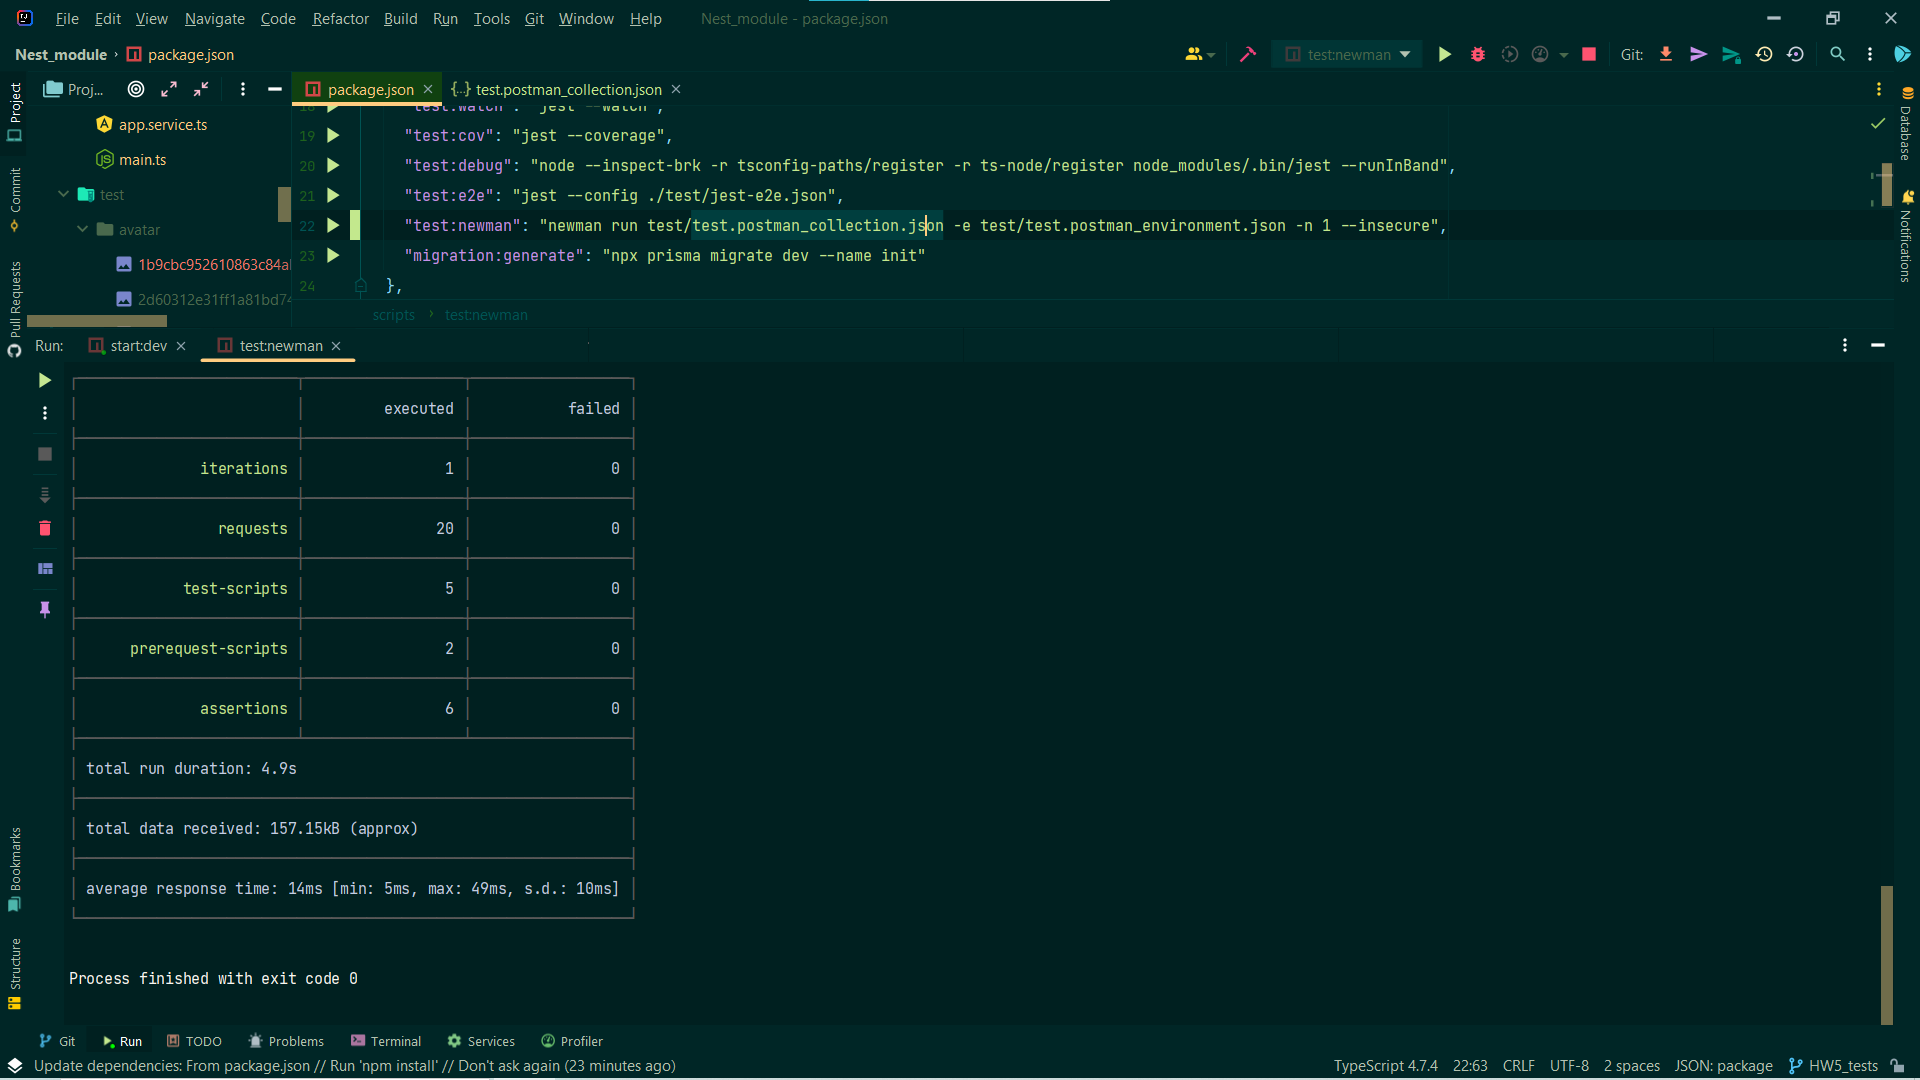 File Edit View Navigate Code Refactor Build Run Tools Git Window Help Nest_module - package.json
Nest_module › package.json test:newman Git:
Project
Commit
Pull Requests
Bookmarks
Structure
Proj...
app.service.ts
main.ts
test
avatar
1b9cbc952610863c84a
2d60312e31ff1a81bd74
package.json test.postman_collection.json
18 "test:watch": "jest --watch",
19 "test:cov": "jest --coverage",
20 "test:debug": "node --inspect-brk -r tsconfig-paths/register -r ts-node/register node_modules/.bin/jest --runInBand",
21 "test:e2e": "jest --config ./test/jest-e2e.json",
22 "test:newman": "newman run test/test.postman_collection.json -e test/test.postman_environment.json -n 1 --insecure",
23 "migration:generate": "npx prisma migrate dev --name init"
24 },
scripts › test:newman
Database
Notifications
Run: start:dev test:newman
executed failed
iterations 1 0
requests 20 0
test-scripts 5 0
prerequest-scripts 2 0
assertions 6 0
total run duration: 4.9s
total data received: 157.15kB (approx)
average response time: 14ms [min: 5ms, max: 49ms, s.d.: 10ms]
Process finished with exit code 0
Git Run TODO Problems Terminal Services Profiler
Update dependencies: From package.json // Run 'npm install' // Don't ask again (23 minutes ago) TypeScript 4.7.4 22:63 CRLF UTF-8 2 spaces JSON: package HW5_tests